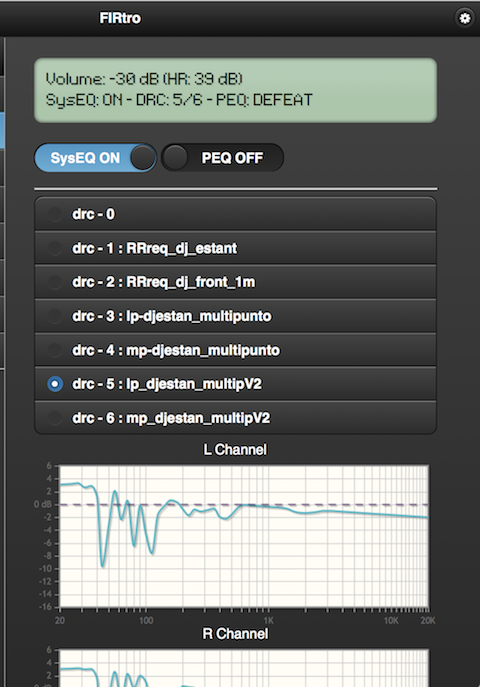 FIRtro
Volume: -30 dB (HR: 39 dB)
SysEQ: ON - DRC: 5/6 - PEQ: DEFEAT
SysEQ ON PEQ OFF
drc - 0
drc - 1 : RRreq_dj_estant
drc - 2 : RRreq_dj_front_1m
drc - 3 : lp-djestan_multipunto
drc - 4 : mp-djestan_multipunto
drc - 5 : lp_djestan_multipV2
drc - 6 : mp_djestan_multipV2
L Channel
6
4
2
0 dB
-2
-4
-6
-8
-10
-12
-14
-16
20 100 1K 10K 20K
R Channel
6
4
2
0 dB